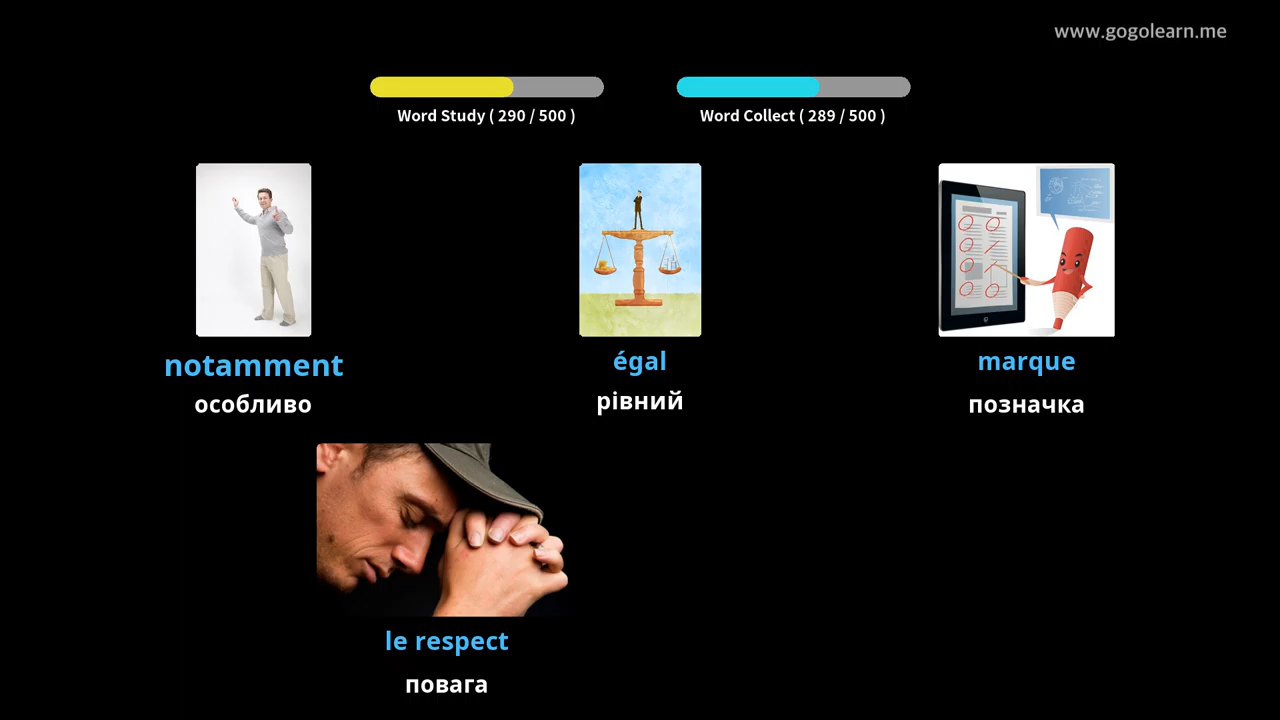 www.gogolearn.me
Word Study ( 290 / 500 )
Word Collect ( 289 / 500 )
notamment
особливо
égal
рівний
marque
позначка
le respect
повага